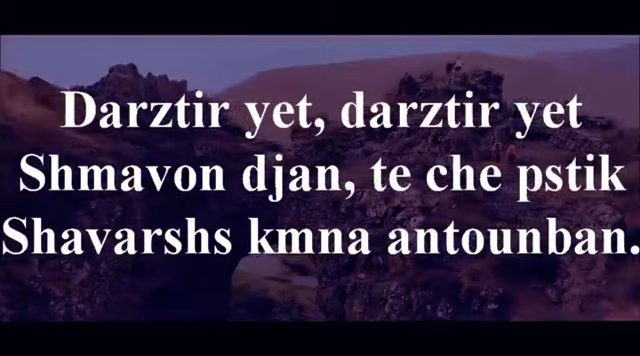 Darztir yet, darztir yet
Shmavon djan, te che pstik
Shavarshs kmna antounban.